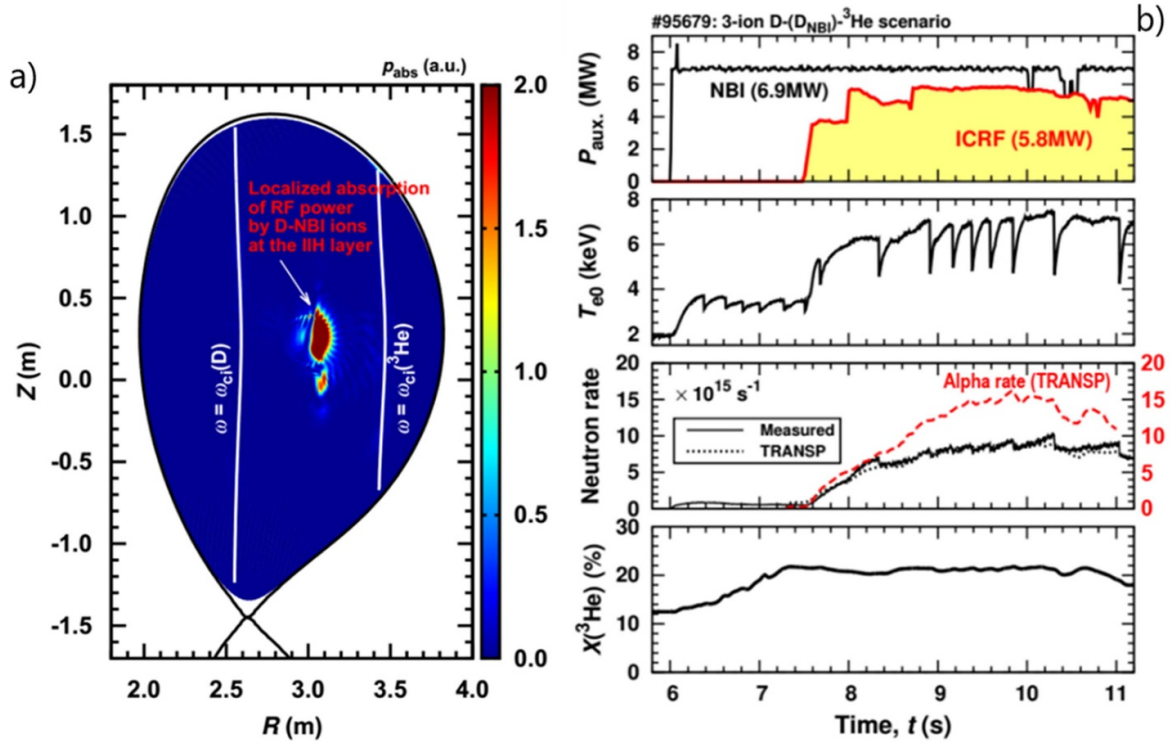 a)
p_abs (a.u.)
2.0
1.5
1.0
0.5
0.0
1.5
1.0
0.5
0.0
-0.5
-1.0
-1.5
Z (m)
Localized absorption
of RF power
by D-NBI ions
at the IIH layer
ω = ω_ci(D)
ω = ω_ci(³He)
2.0 2.5 3.0 3.5 4.0
R (m)
b)
#95679: 3-ion D-(D_NBI)-³He scenario
8
6
4
2
0
P_aux. (MW)
NBI (6.9MW)
ICRF (5.8MW)
8
6
4
2
T_e0 (keV)
20
15
10
5
0
Neutron rate
× 10¹⁵ s⁻¹
Alpha rate (TRANSP)
Measured
TRANSP
20
15
10
5
0
30
20
10
0
X(³He) (%)
6 7 8 9 10 11
Time, t (s)